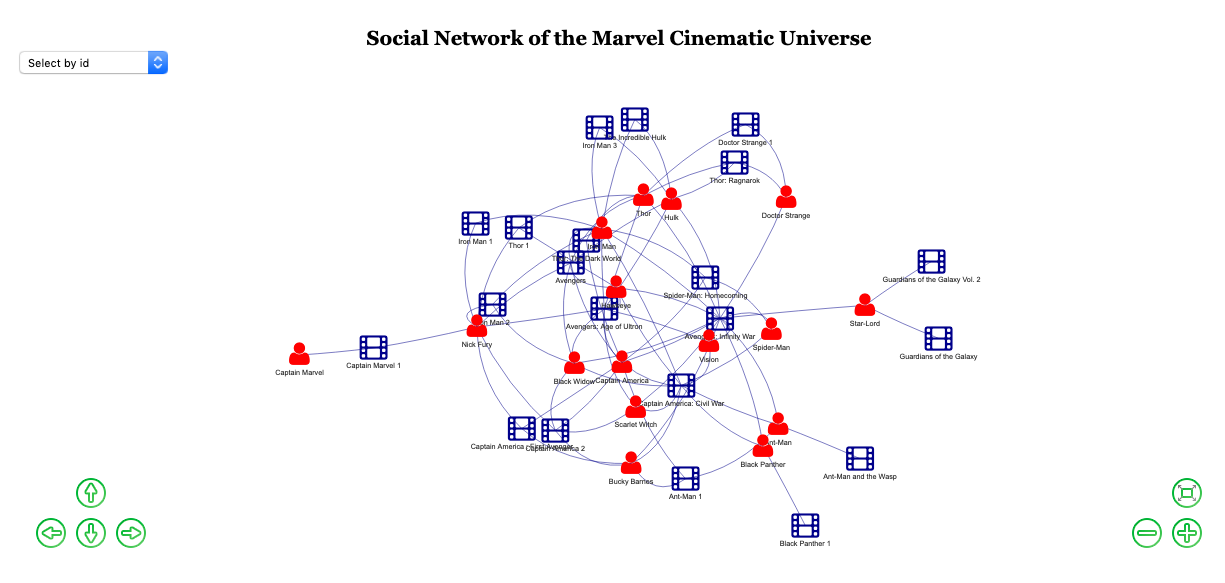 Social Network of the Marvel Cinematic Universe
Select by id
The Incredible Hulk
Iron Man 3
Doctor Strange 1
Thor: Ragnarok
Thor
Hulk
Doctor Strange
Iron Man 1
Thor 1
Iron Man
Thor: The Dark World
Avengers
Guardians of the Galaxy Vol. 2
Spider-Man: Homecoming
Hawkeye
Iron Man 2
Avengers: Age of Ultron
Star-Lord
Avengers: Infinity War
Nick Fury
Spider-Man
Guardians of the Galaxy
Vision
Captain Marvel 1
Captain Marvel
Black Widow
Captain America
Captain America: Civil War
Scarlet Witch
Ant-Man
Captain America : First Avenger
Captain America 2
Black Panther
Ant-Man and the Wasp
Bucky Barnes
Ant-Man 1
Black Panther 1